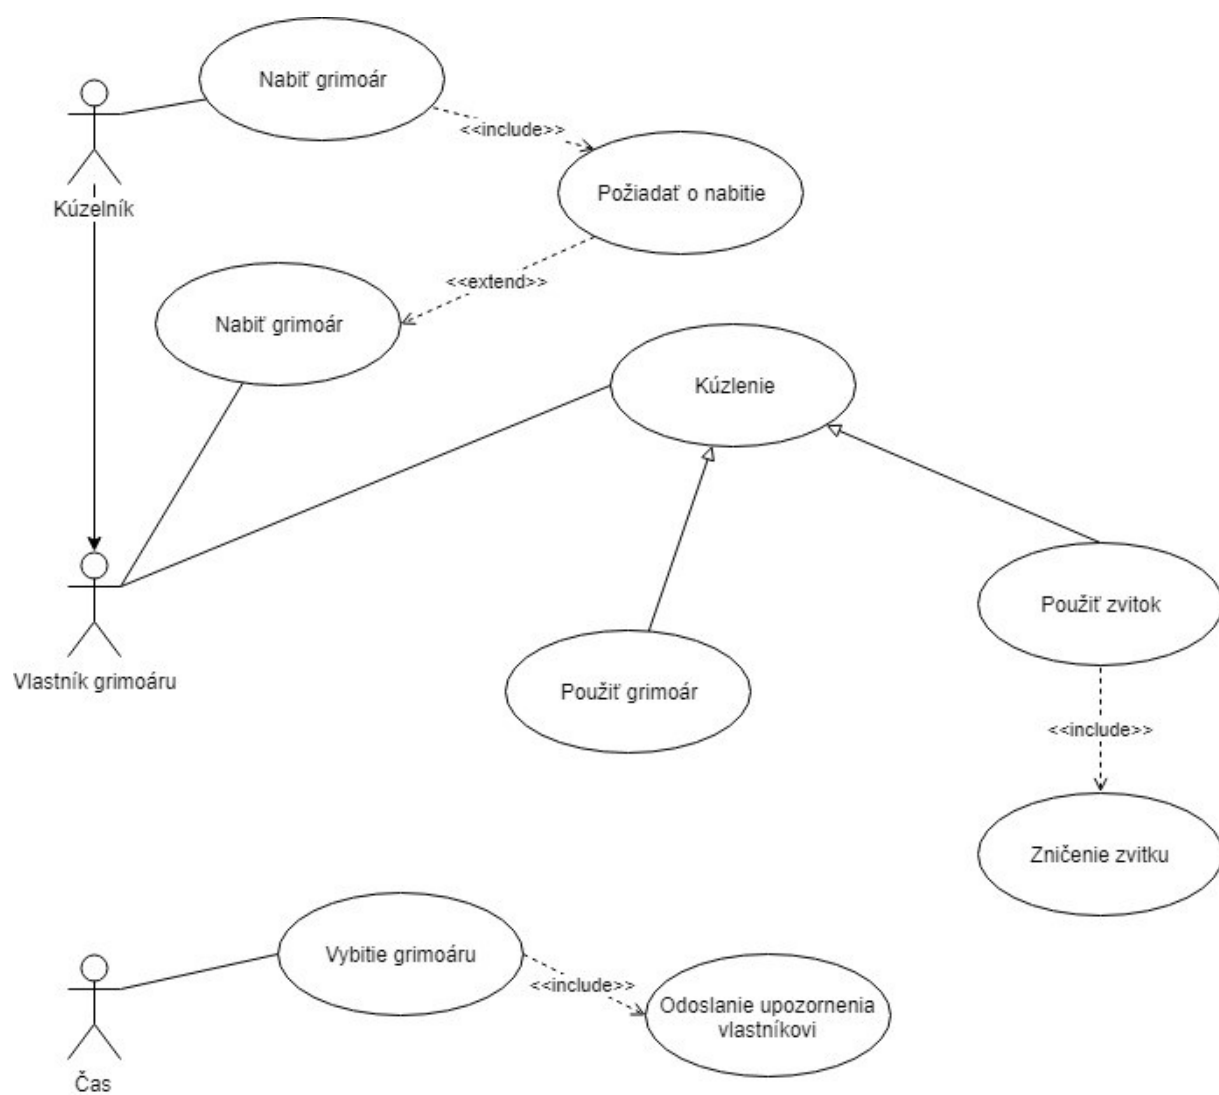 Nabiť grimoár
<<include>>
Požiadať o nabitie
Kúzelník
<<extend>>
Nabiť grimoár
Kúzlenie
Použiť zvitok
Vlastník grimoáru
Použiť grimoár
<<include>>
Zničenie zvitku
Vybitie grimoáru
<<include>>
Odoslanie upozornenia
vlastníkovi
Čas